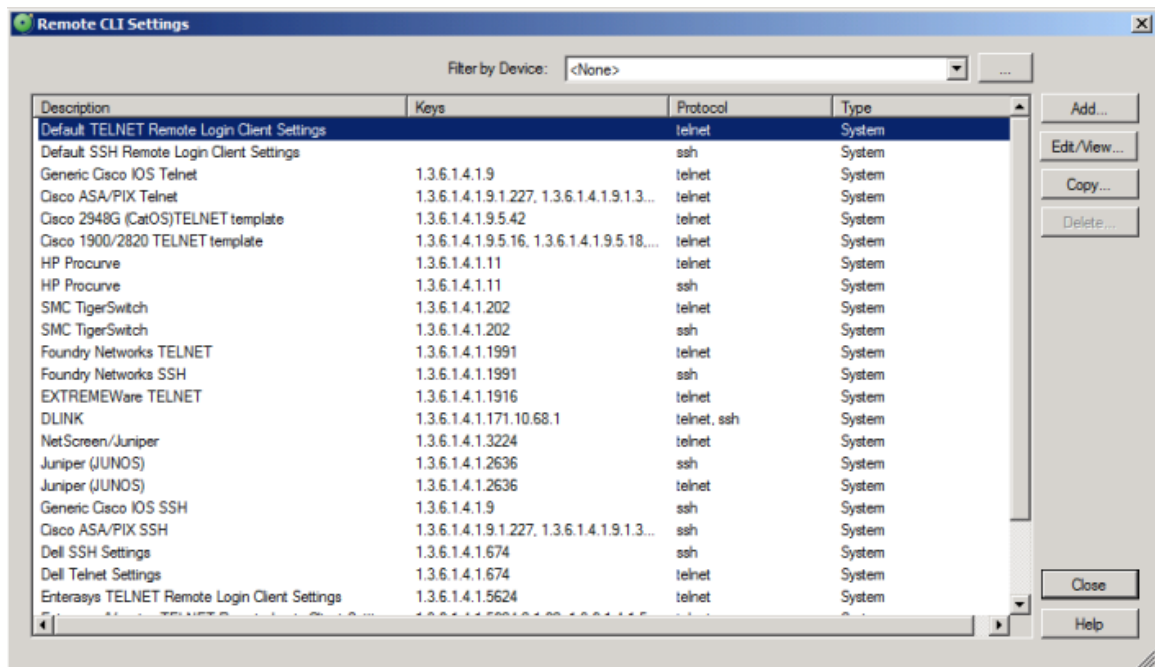 Remote CLI Settings
Filter by Device: <None> ...
Description Keys Protocol Type
Add...
Default TELNET Remote Login Client Settings telnet System
Default SSH Remote Login Client Settings ssh System
Edit/View...
Generic Cisco IOS Telnet 1.3.6.1.4.1.9 telnet System
Copy...
Cisco ASA/PIX Telnet 1.3.6.1.4.1.9.1.227, 1.3.6.1.4.1.9.1.3... telnet System
Cisco 2948G (CatOS)TELNET template 1.3.6.1.4.1.9.5.42 telnet System
Delete...
Cisco 1900/2820 TELNET template 1.3.6.1.4.1.9.5.16, 1.3.6.1.4.1.9.5.18,... telnet System
HP Procurve 1.3.6.1.4.1.11 telnet System
HP Procurve 1.3.6.1.4.1.11 ssh System
SMC TigerSwitch 1.3.6.1.4.1.202 telnet System
SMC TigerSwitch 1.3.6.1.4.1.202 ssh System
Foundry Networks TELNET 1.3.6.1.4.1.1991 telnet System
Foundry Networks SSH 1.3.6.1.4.1.1991 ssh System
EXTREMEWare TELNET 1.3.6.1.4.1.1916 telnet System
DLINK 1.3.6.1.4.1.171.10.68.1 telnet, ssh System
NetScreen/Juniper 1.3.6.1.4.1.3224 telnet System
Juniper (JUNOS) 1.3.6.1.4.1.2636 ssh System
Juniper (JUNOS) 1.3.6.1.4.1.2636 telnet System
Generic Cisco IOS SSH 1.3.6.1.4.1.9 ssh System
Cisco ASA/PIX SSH 1.3.6.1.4.1.9.1.227, 1.3.6.1.4.1.9.1.3... ssh System
Dell SSH Settings 1.3.6.1.4.1.674 ssh System
Dell Telnet Settings 1.3.6.1.4.1.674 telnet System
Close
Enterasys TELNET Remote Login Client Settings 1.3.6.1.4.1.5624 telnet System
Help